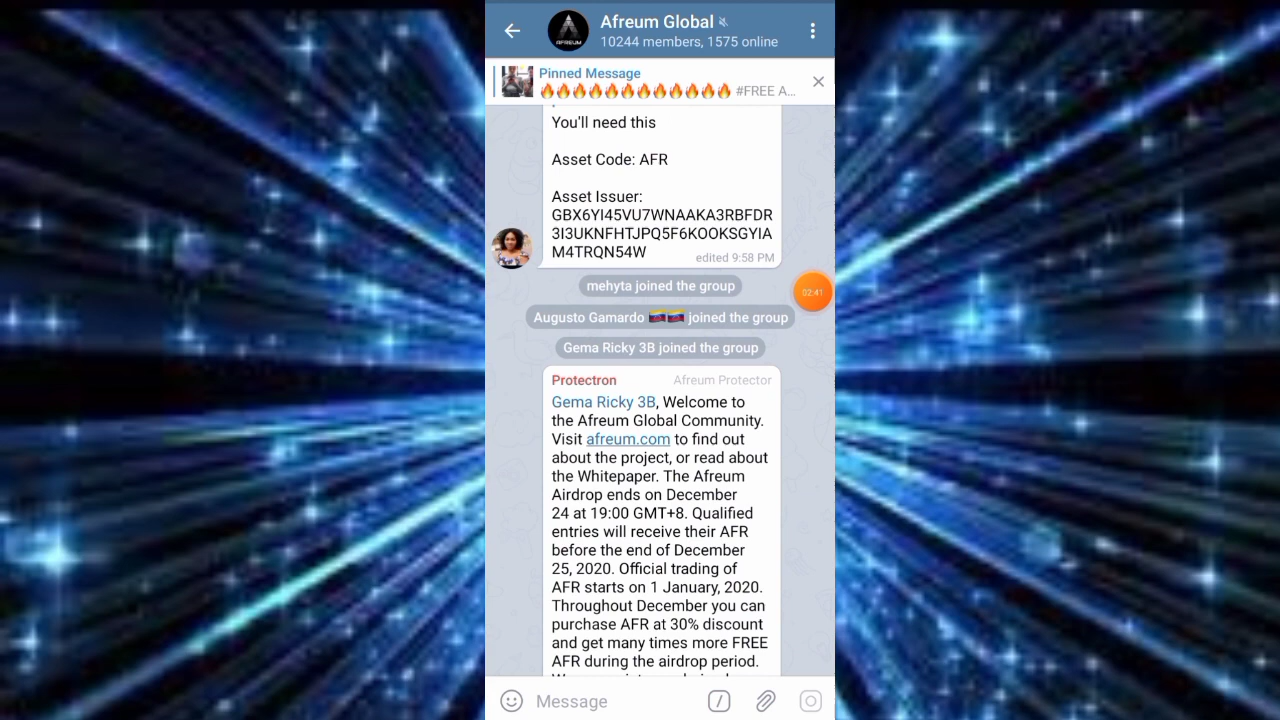 Afreum Global
10244 members, 1575 online
AFREUM
Pinned Message
🔥🔥🔥🔥🔥🔥🔥🔥🔥🔥🔥🔥 #FREE A...
You'll need this
Asset Code: AFR
Asset Issuer:
GBX6YI45VU7WNAAKA3RBFDR
3I3UKNFHTJPQ5F6KOOKSGYIA
M4TRQN54W
edited 9:58 PM
mehyta joined the group
02:41
Augusto Gamardo 🇻🇪🇻🇪 joined the group
Gema Ricky 3B joined the group
Protectron Afreum Protector
Gema Ricky 3B, Welcome to
the Afreum Global Community.
Visit afreum.com to find out
about the project, or read about
the Whitepaper. The Afreum
Airdrop ends on December
24 at 19:00 GMT+8. Qualified
entries will receive their AFR
before the end of December
25, 2020. Official trading of
AFR starts on 1 January, 2020.
Throughout December you can
purchase AFR at 30% discount
and get many times more FREE
AFR during the airdrop period.
Message